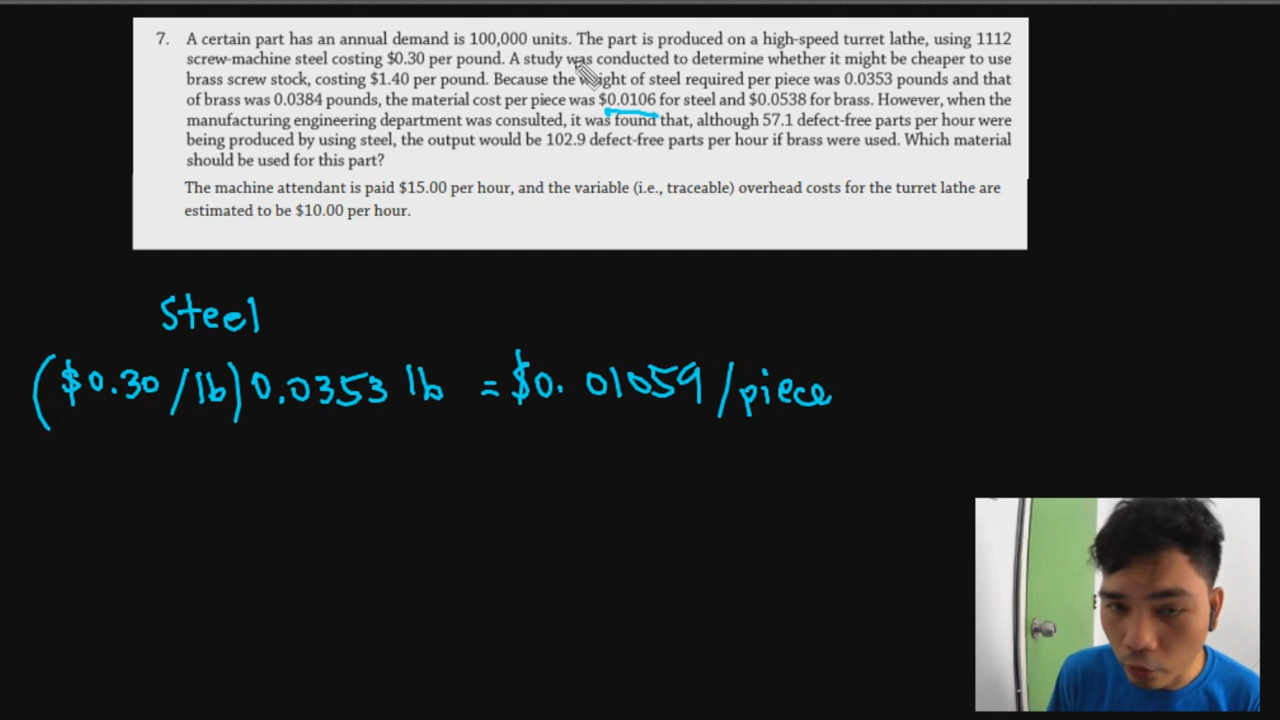 7. A certain part has an annual demand is 100,000 units. The part is produced on a high-speed turret lathe, using 1112
screw-machine steel costing $0.30 per pound. A study was conducted to determine whether it might be cheaper to use
brass screw stock, costing $1.40 per pound. Because the weight of steel required per piece was 0.0353 pounds and that
of brass was 0.0384 pounds, the material cost per piece was $0.0106 for steel and $0.0538 for brass. However, when the
manufacturing engineering department was consulted, it was found that, although 57.1 defect-free parts per hour were
being produced by using steel, the output would be 102.9 defect-free parts per hour if brass were used. Which material
should be used for this part?
The machine attendant is paid $15.00 per hour, and the variable (i.e., traceable) overhead costs for the turret lathe are
estimated to be $10.00 per hour.
Steel
($0.30/lb) 0.0353 lb = $0.01059/piece